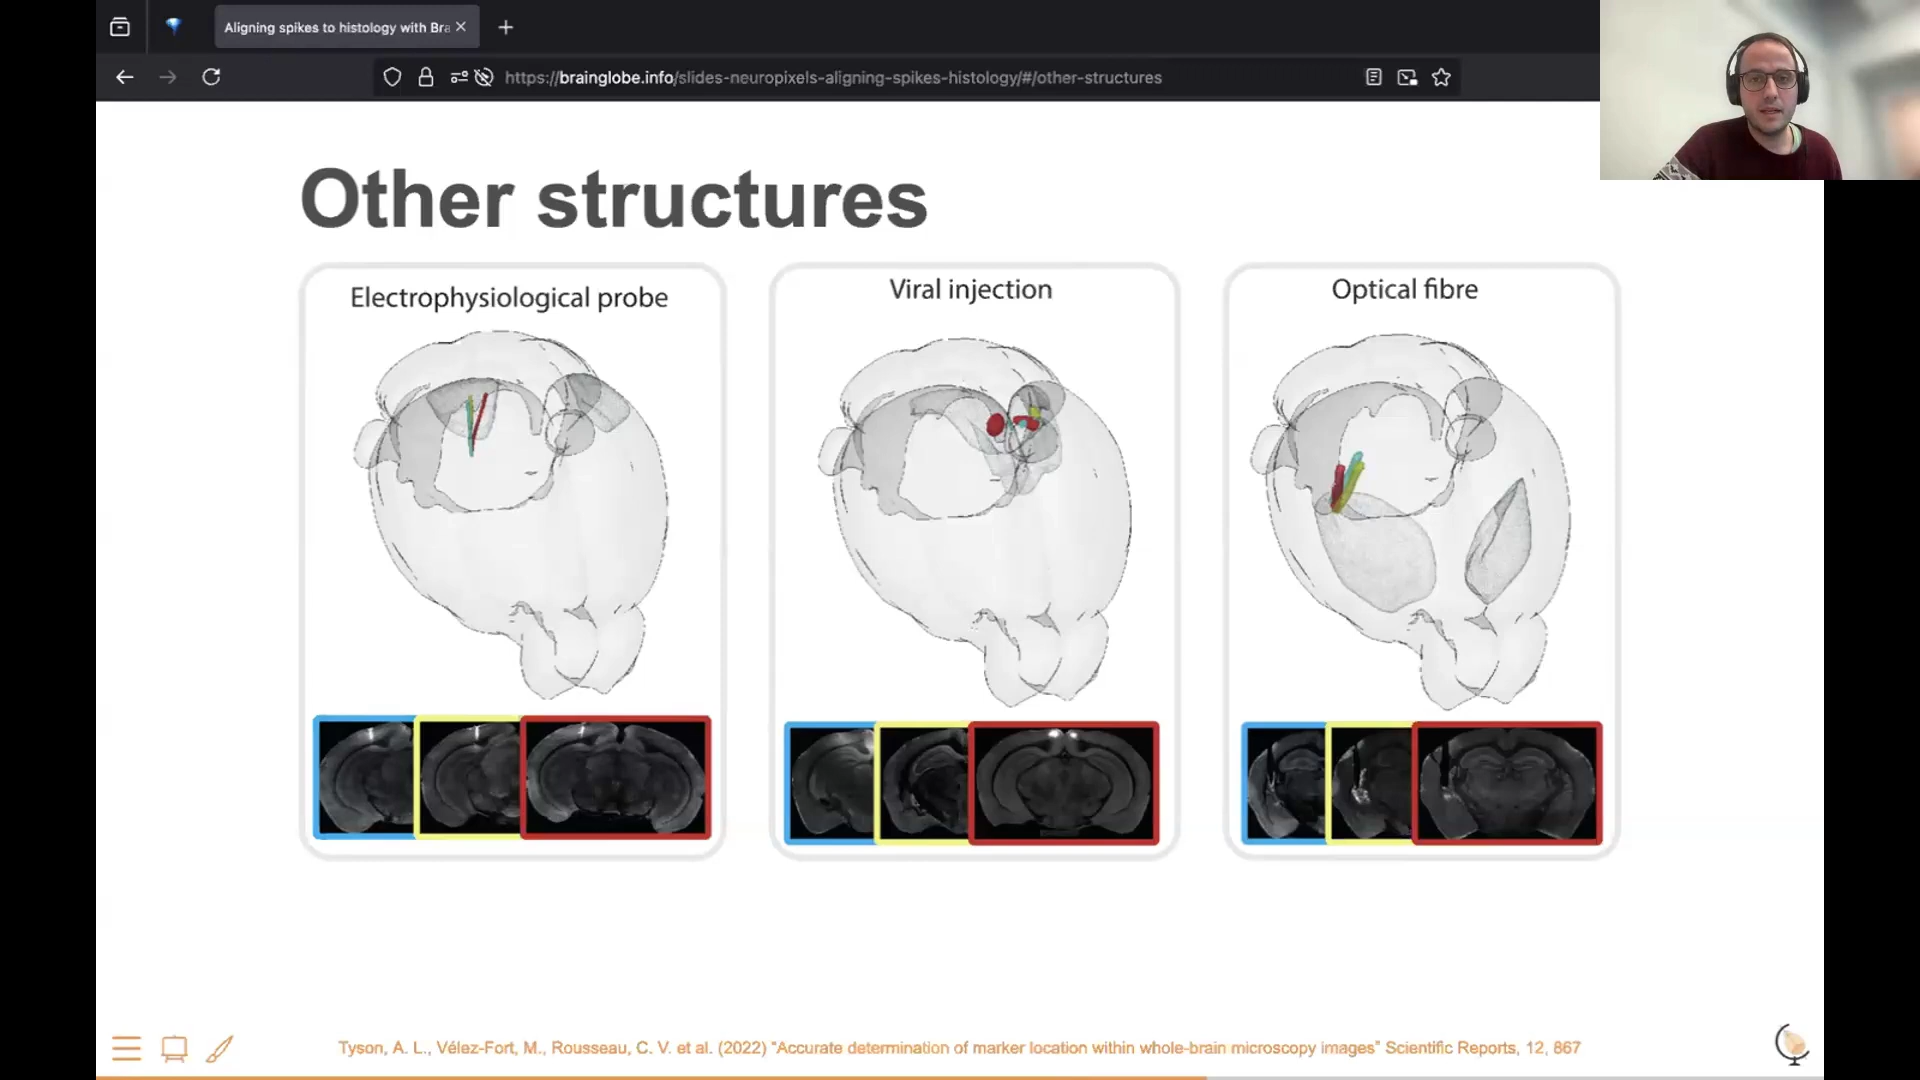 Aligning spikes to histology with Bra
https://brainglobe.info/slides-neuropixels-aligning-spikes-histology/#/other-structures
Other structures
Electrophysiological probe
Viral injection
Optical fibre
Tyson, A. L., Vélez-Fort, M., Rousseau, C. V. et al. (2022) “Accurate determination of marker location within whole-brain microscopy images” Scientific Reports, 12, 867